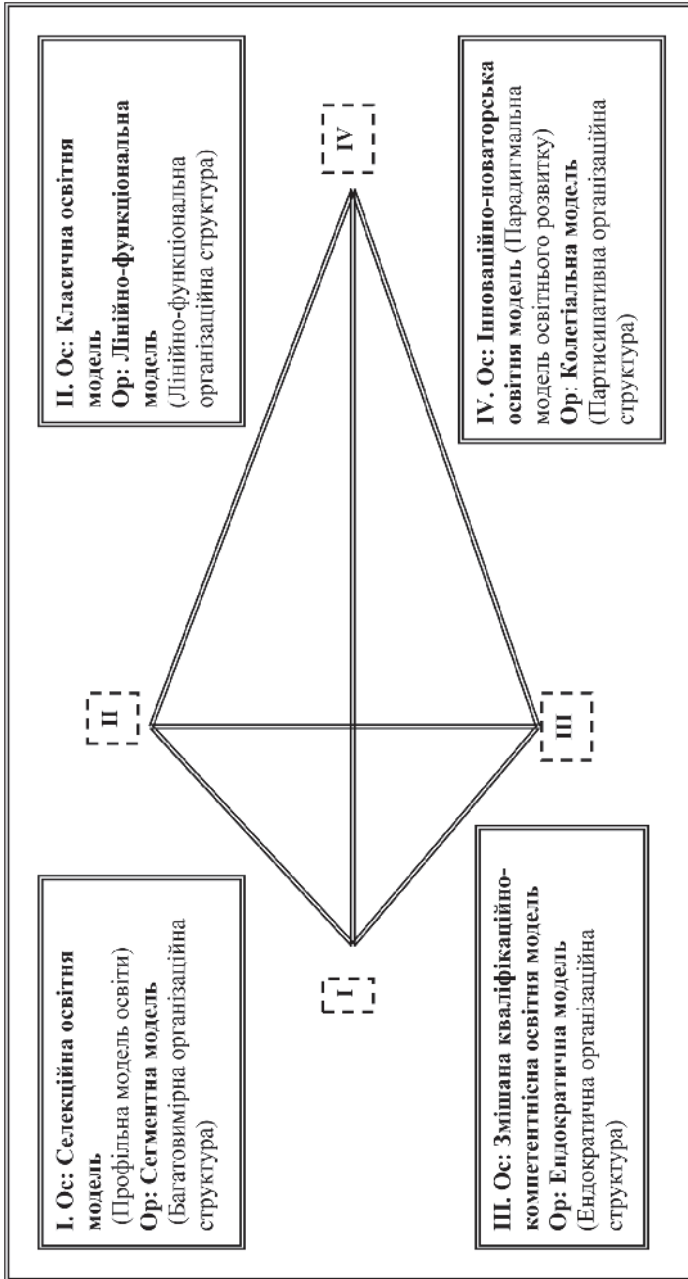 І. Ос: Селекційна освітня
модель
(Профільна модель освіти)
Ор: Сегментна модель
(Багатовимірна організаційна
структура)
ІІ. Ос: Класична освітня
модель
Ор: Лінійно-функціональна
модель
(Лінійно-функціональна
організаційна структура)
ІІ
І
IV
ІІІ
ІІІ. Ос: Змішана кваліфікаційно-
компетентнісна освітня модель
Ор: Ендократична модель
(Ендократична організаційна
структура)
IV. Ос: Інноваційно-новаторська
освітня модель (Парадигмальна
модель освітнього розвитку)
Ор: Колегіальна модель
(Партисипативна організаційна
структура)